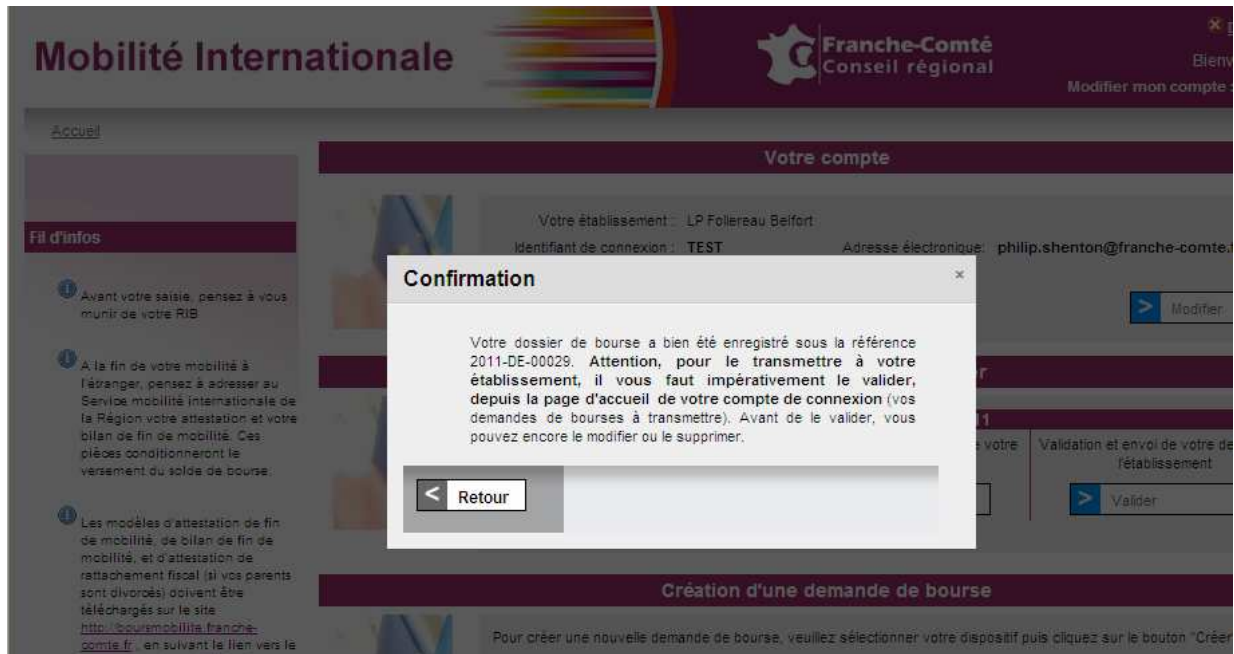 Mobilité Internationale
Franche-Comté
Conseil régional
Bienv
Modifier mon compte :
Accueil
Votre compte
Votre établissement : LP Follereau Belfort
Identifiant de connexion : TEST Adresse électronique: philip.shenton@franche-comte.f
> Modifier
Fil d'infos
Avant votre saisie, pensez à vous
munir de votre RIB
A la fin de votre mobilité à
l'étranger, pensez à adresser au
Service mobilité internationale de
la Région votre attestation et votre
bilan de fin de mobilité. Ces
pièces conditionneront le
versement du solde de bourse.
Les modèles d'attestation de fin
de mobilité, de bilan de fin de
mobilité, et d'attestation de
rattachement fiscal (si vos parents
sont divorcés) doivent être
téléchargés sur le site
http://boursmobilite.franche-
comte.fr , en suivant le lien vers le
Confirmation ×
Votre dossier de bourse a bien été enregistré sous la référence
2011-DE-00029. Attention, pour le transmettre à votre
établissement, il vous faut impérativement le valider,
depuis la page d'accueil de votre compte de connexion (vos
demandes de bourses à transmettre). Avant de le valider, vous
pouvez encore le modifier ou le supprimer.
< Retour
votre
Validation et envoi de votre de
l'établissement
> Valider
Création d'une demande de bourse
Pour créer une nouvelle demande de bourse, veuillez sélectionner votre dispositif puis cliquez sur le bouton "Créer